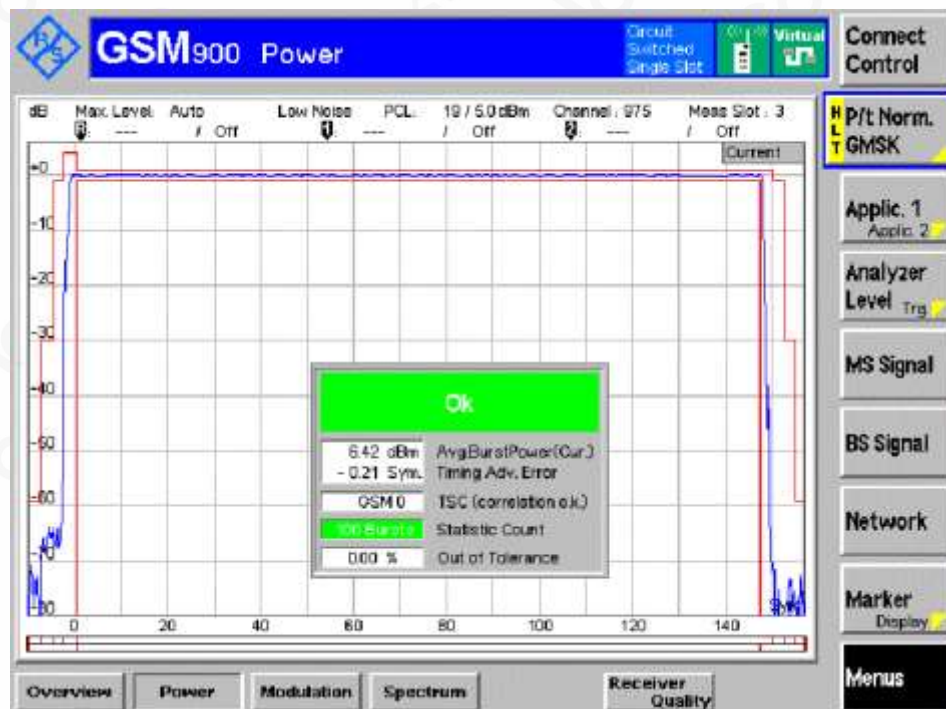 R S
GSM900 Power
Circuit
Switched
Single Slot
Virtual
Connect
Control
dB Max. Level: Auto Low Noise PCL: 19 / 5.0 dBm Channel: 975 Meas Slot: 3
--- / Off 1 --- / Off 2 --- / Off
Current
+0
-10
-20
-30
-40
-50
-60
-70
-80
0 20 40 60 80 100 120 140
Ok
6.42 dBm Avg.BurstPower(Cur.)
- 0.21 Sym. Timing Adv. Error
GSM 0 TSC (correlation o.k.)
100 Bursts Statistic Count
0.00 % Out of Tolerance
H
L
T
P/t Norm.
GMSK
Applic. 1
Applic. 2
Analyzer
Level Trg
MS Signal
BS Signal
Network
Marker
Display
Menus
Overview Power Modulation Spectrum Receiver
Quality